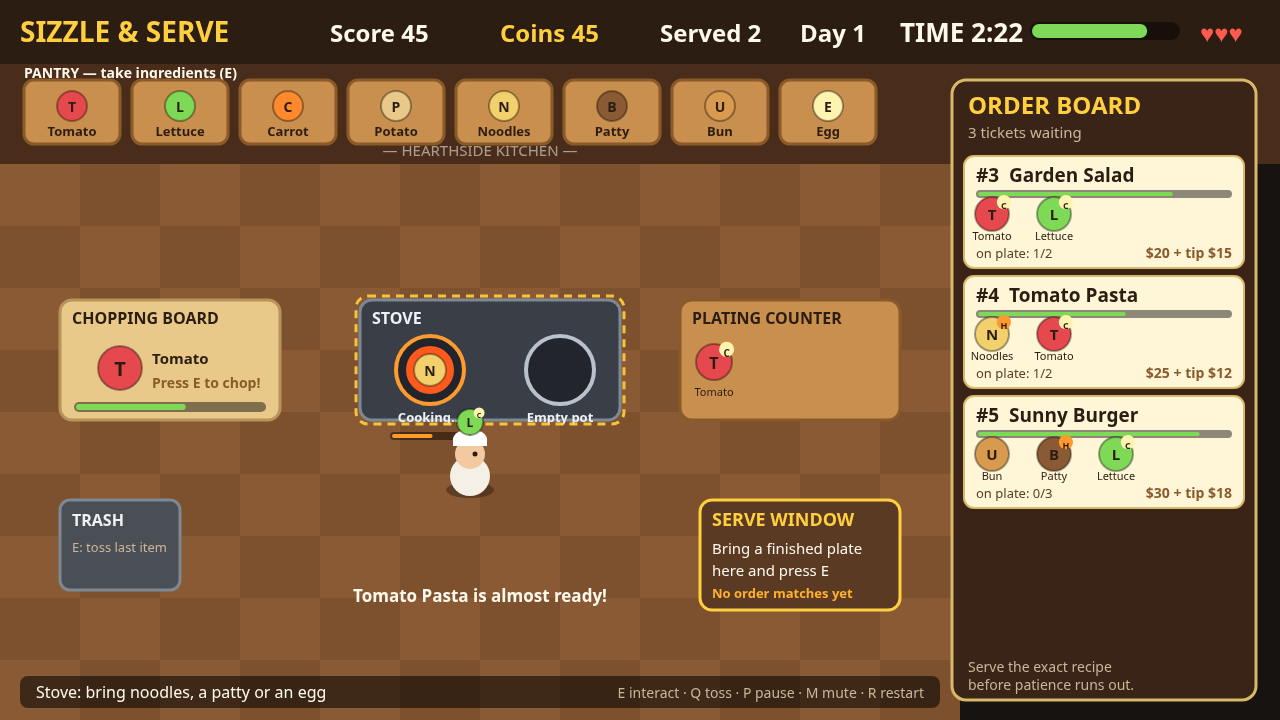 SIZZLE & SERVE
Score 45
Coins 45
Served 2
Day 1
TIME 2:22
♥♥♥
PANTRY — take ingredients (E)
T
L
C
P
N
B
U
E
Tomato
Lettuce
Carrot
Potato
Noodles
Patty
Bun
Egg
— HEARTHSIDE KITCHEN —
ORDER BOARD
3 tickets waiting
#3 Garden Salad
T C
L C
Tomato
Lettuce
on plate: 1/2
$20 + tip $15
#4 Tomato Pasta
N H
T C
Noodles
Tomato
on plate: 1/2
$25 + tip $12
#5 Sunny Burger
U
B H
L C
Bun
Patty
Lettuce
on plate: 0/3
$30 + tip $18
Serve the exact recipe
before patience runs out.
CHOPPING BOARD
T
Tomato
Press E to chop!
STOVE
N
Cooking.
Empty pot
L C
PLATING COUNTER
T C
Tomato
TRASH
E: toss last item
SERVE WINDOW
Bring a finished plate
here and press E
No order matches yet
Tomato Pasta is almost ready!
Stove: bring noodles, a patty or an egg
E interact · Q toss · P pause · M mute · R restart